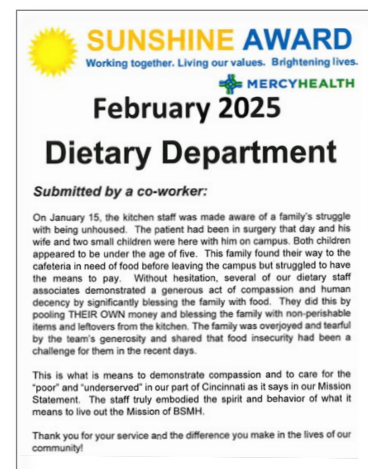 SUNSHINE AWARD
Working together. Living our values. Brightening lives.
MERCYHEALTH
February 2025
Dietary Department
Submitted by a co-worker:
On January 15, the kitchen staff was made aware of a family's struggle
with being unhoused. The patient had been in surgery that day and his
wife and two small children were here with him on campus. Both children
appeared to be under the age of five. This family found their way to the
cafeteria in need of food before leaving the campus but struggled to have
the means to pay. Without hesitation, several of our dietary staff
associates demonstrated a generous act of compassion and human
decency by significantly blessing the family with food. They did this by
pooling THEIR OWN money and blessing the family with non-perishable
items and leftovers from the kitchen. The family was overjoyed and tearful
by the team's generosity and shared that food insecurity had been a
challenge for them in the recent days.
This is what is means to demonstrate compassion and to care for the
"poor" and "underserved" in our part of Cincinnati as it says in our Mission
Statement. The staff truly embodied the spirit and behavior of what it
means to live out the Mission of BSMH.
Thank you for your service and the difference you make in the lives of our
community!